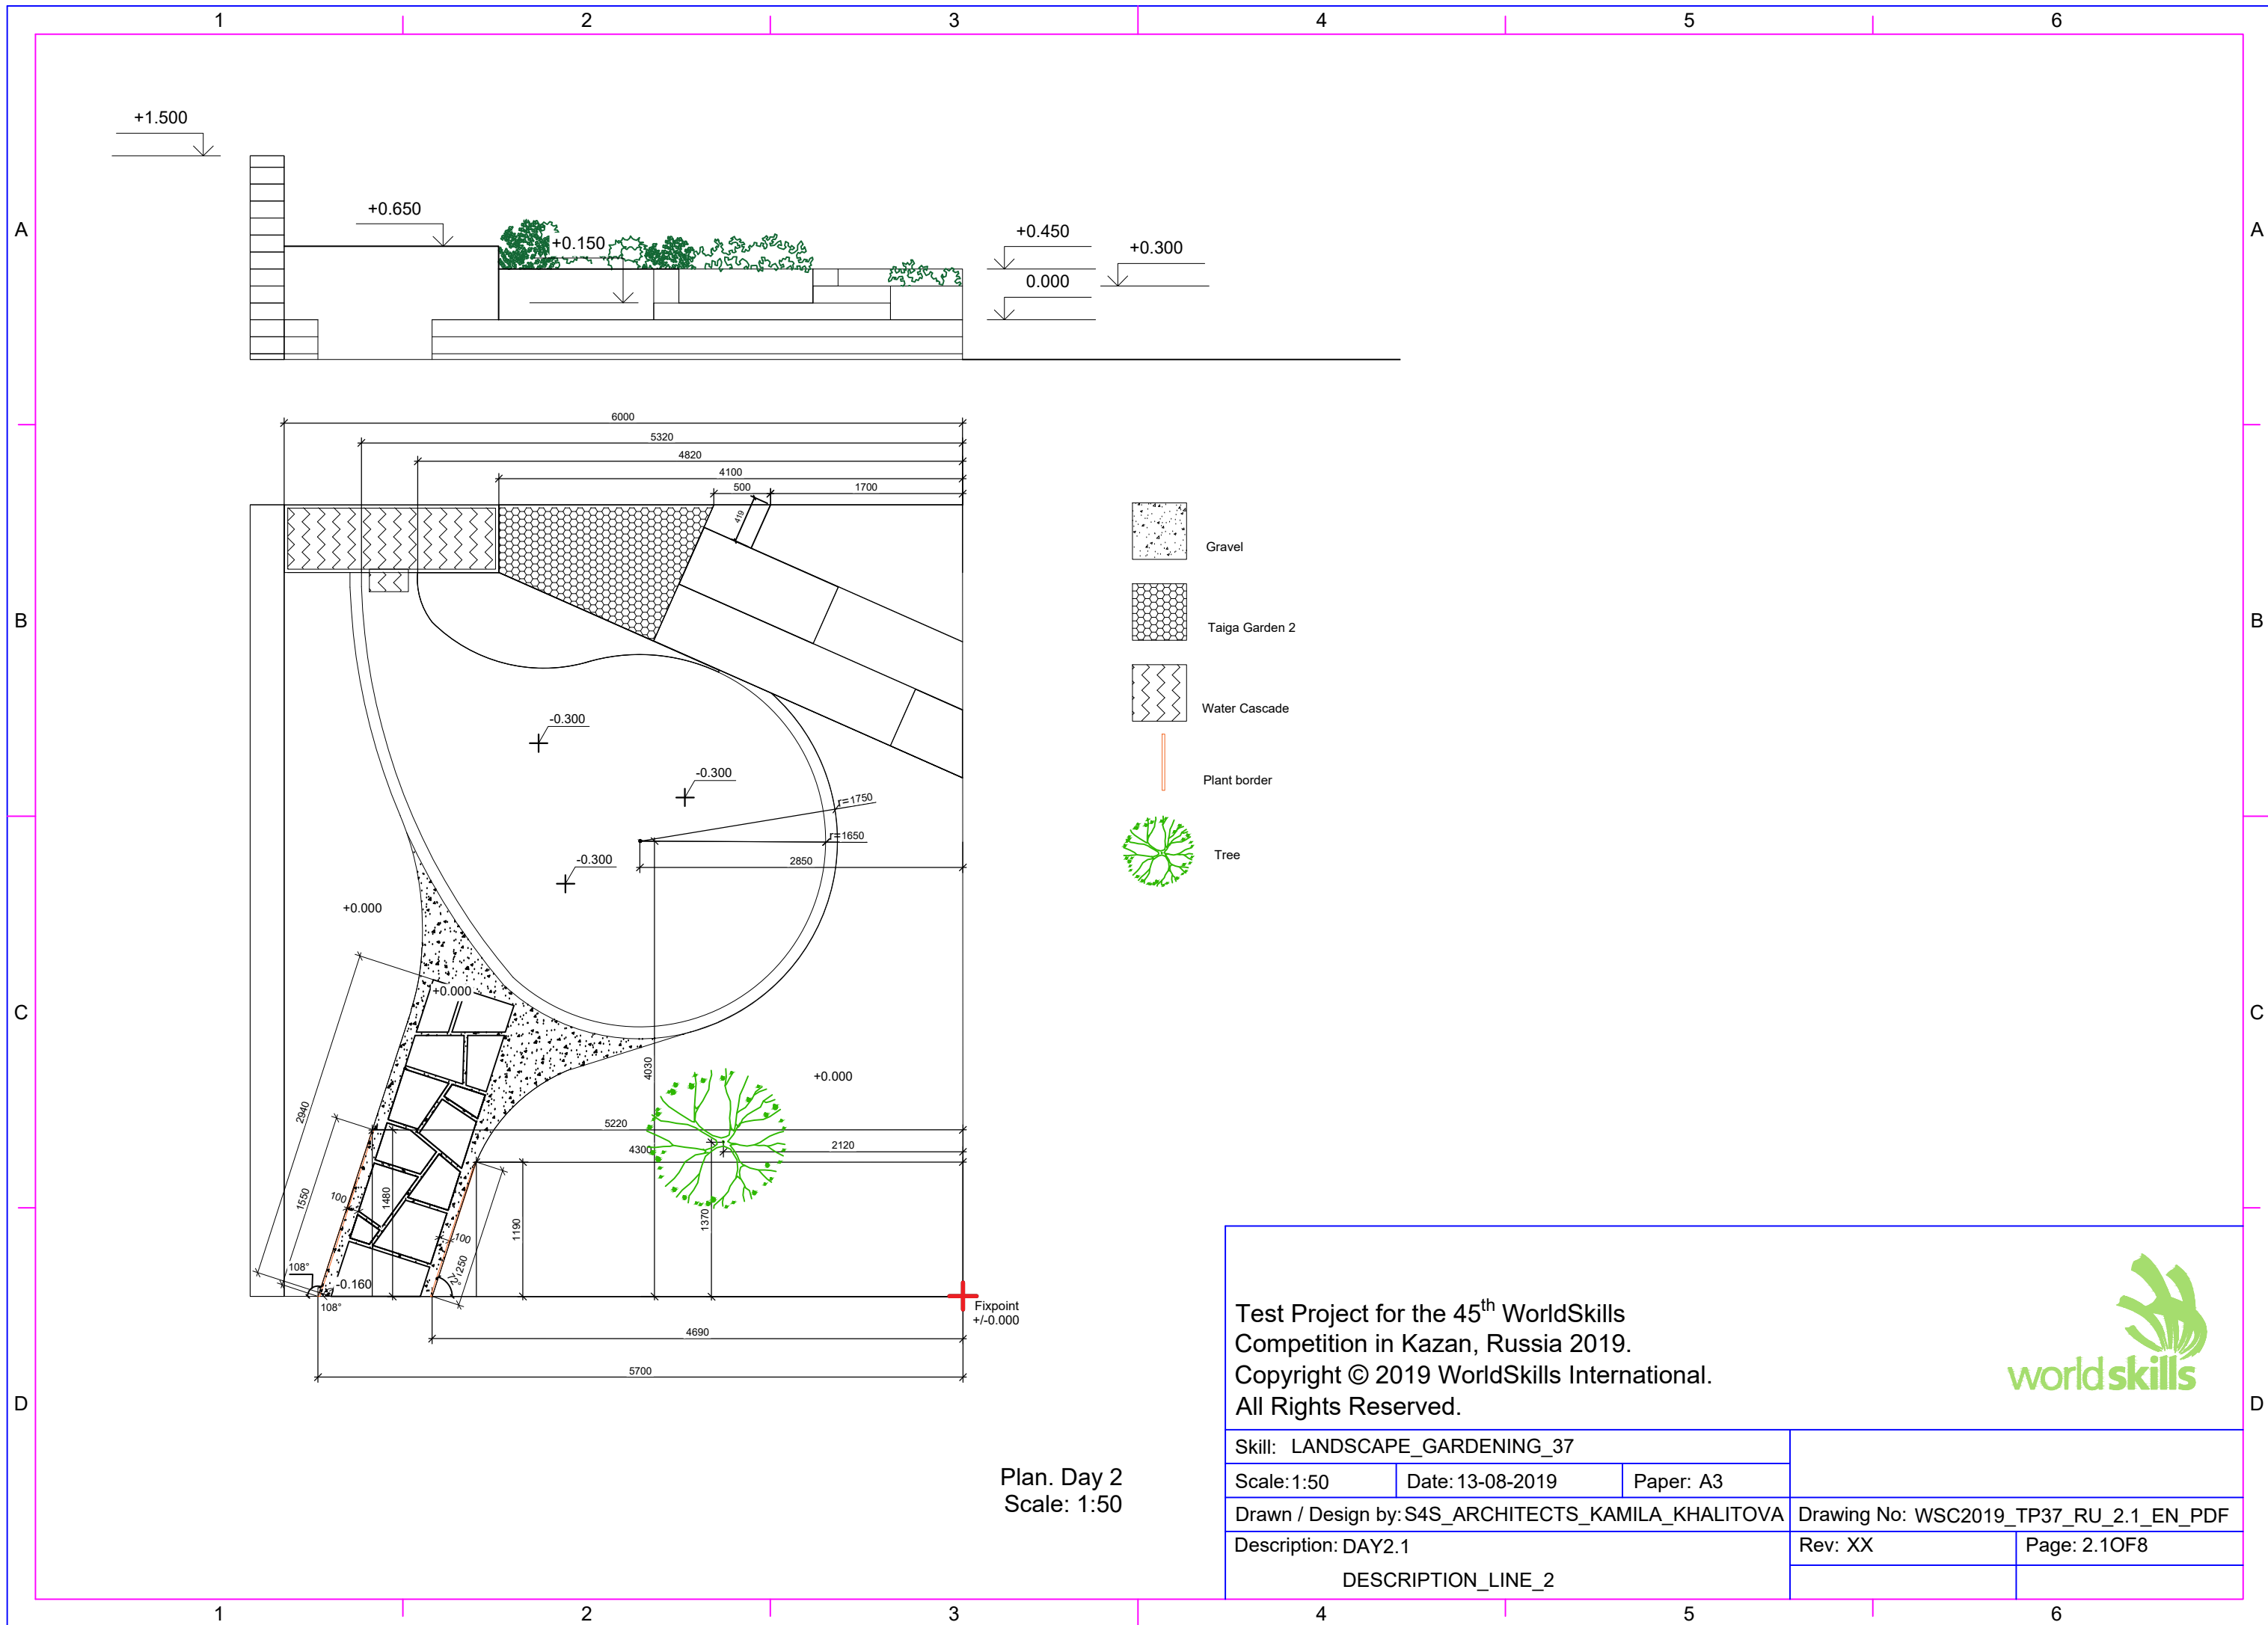 1 2 3 4 5 6
A A
B B
C C
D D
+1.500
+0.650
+0.150
+0.450
+0.300
0.000
6000
5320
4820
4100
500 1700
419
Gravel
Taiga Garden 2
Water Cascade
Plant border
Tree
-0.300
-0.300
-0.300
r=1750
r=1650
2850
+0.000
+0.000
+0.000
4030
2940
1550
5220
4300
2120
100
1480
1190
1370
100
1250
72°
108°
-0.160
108°
Fixpoint
+/-0.000
4690
5700
Plan. Day 2
Scale: 1:50
Test Project for the 45th WorldSkills
Competition in Kazan, Russia 2019.
Copyright © 2019 WorldSkills International.
All Rights Reserved.
worldskills
Skill: LANDSCAPE_GARDENING_37
Scale: 1:50 Date: 13-08-2019 Paper: A3
Drawn / Design by: S4S_ARCHITECTS_KAMILA_KHALITOVA Drawing No: WSC2019_TP37_RU_2.1_EN_PDF
Description: DAY2.1 Rev: XX Page: 2.1OF8
DESCRIPTION_LINE_2
1 2 3 4 5 6